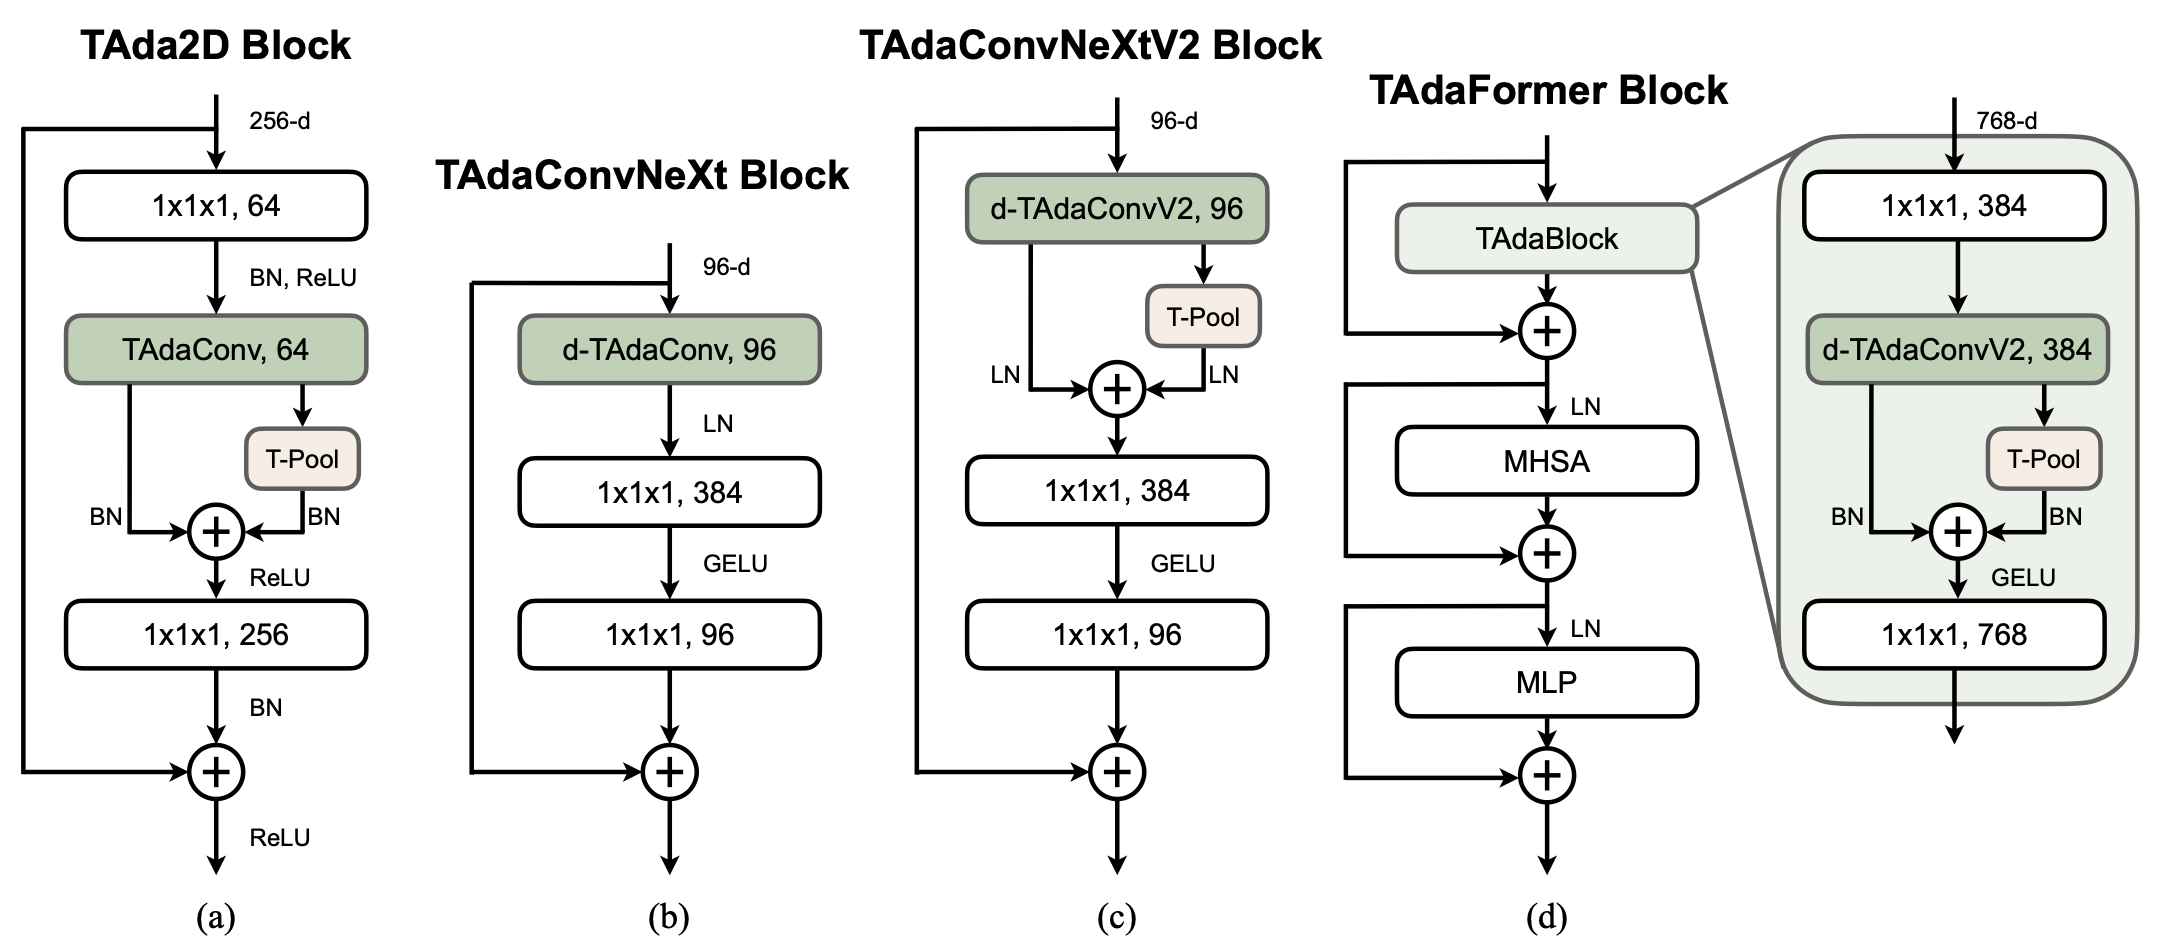 TAda2D Block
256-d
1x1x1, 64
BN, ReLU
TAdaConv, 64
T-Pool
BN
BN
ReLU
1x1x1, 256
BN
ReLU
(a)
TAdaConvNeXt Block
96-d
d-TAdaConv, 96
LN
1x1x1, 384
GELU
1x1x1, 96
(b)
TAdaConvNeXtV2 Block
96-d
d-TAdaConvV2, 96
T-Pool
LN
LN
1x1x1, 384
GELU
1x1x1, 96
(c)
TAdaFormer Block
TAdaBlock
LN
MHSA
LN
MLP
(d)
768-d
1x1x1, 384
d-TAdaConvV2, 384
T-Pool
BN
BN
GELU
1x1x1, 768